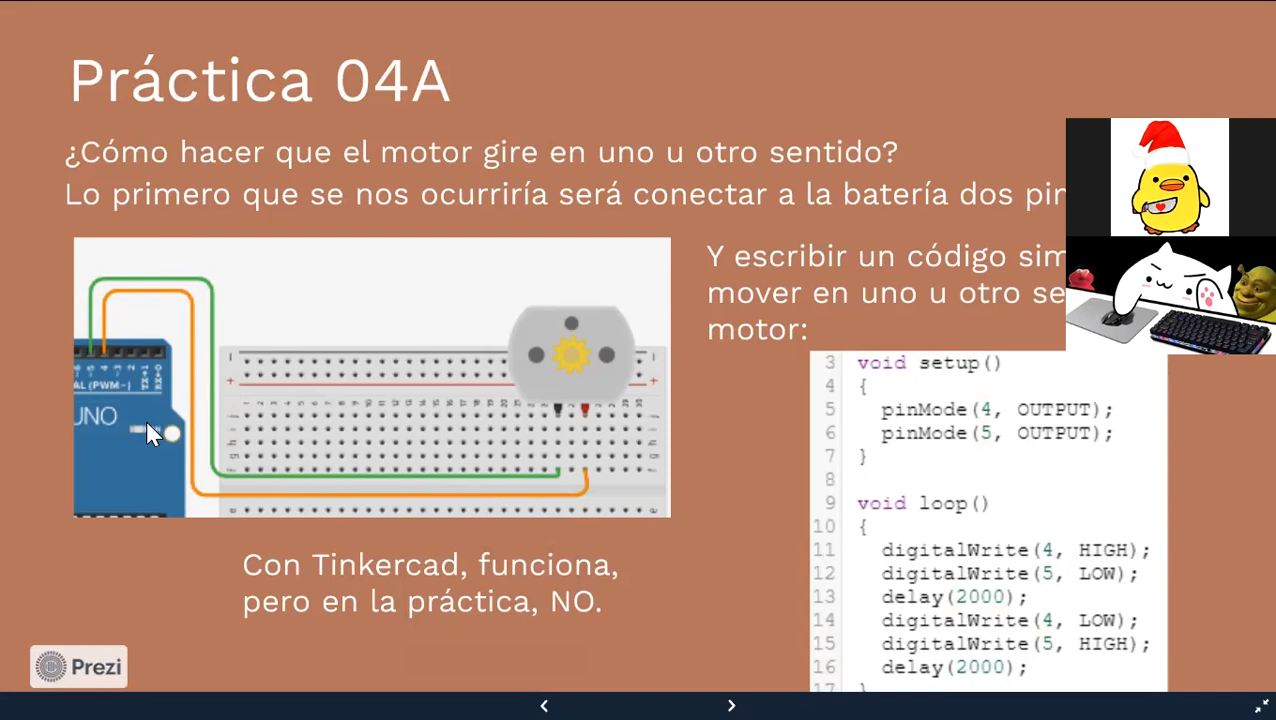 Práctica 04A
¿Cómo hacer que el motor gire en uno u otro sentido?
Lo primero que se nos ocurriría será conectar a la batería dos pin
Y escribir un código sim
mover en uno u otro se
motor:
AL (PWM~)
UNO
3 void setup()
4 {
5 pinMode(4, OUTPUT);
6 pinMode(5, OUTPUT);
7 }
8
9 void loop()
10 {
11 digitalWrite(4, HIGH);
12 digitalWrite(5, LOW);
13 delay(2000);
14 digitalWrite(4, LOW);
15 digitalWrite(5, HIGH);
16 delay(2000);
17 }
Con Tinkercad, funciona,
pero en la práctica, NO.
Prezi